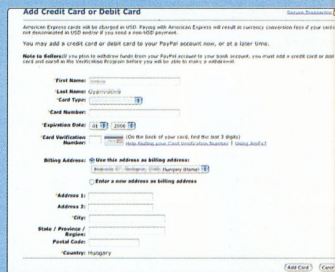 Add Credit Card or Debit Card
Secure Transaction
American Express cards will be charged in USD. Paying with American Express will result in currency conversion fees if your card is
not denominated in USD and/or if you send a non-USD payment.
You may add a credit card or debit card to your PayPal account now, or at a later time.
Note to Sellers: If you plan to withdraw funds from your PayPal account to your bank account, you must add a credit card or debit
card and enroll in the Verification Program before you will be able to make a withdrawal.
*First Name:
*Last Name:
*Card Type:
*Card Number:
*Expiration Date: 01 2006
*Card Verification Number: (On the back of your card, find the last 3 digits)
Help finding your Card Verification Number | Using AmEx?
Billing Address: Use this address as billing address:
Hungary (Home)
Enter a new address as billing address
*Address 1:
Address 2:
*City:
State / Province /
Region:
Postal Code:
*Country: Hungary
Add Card